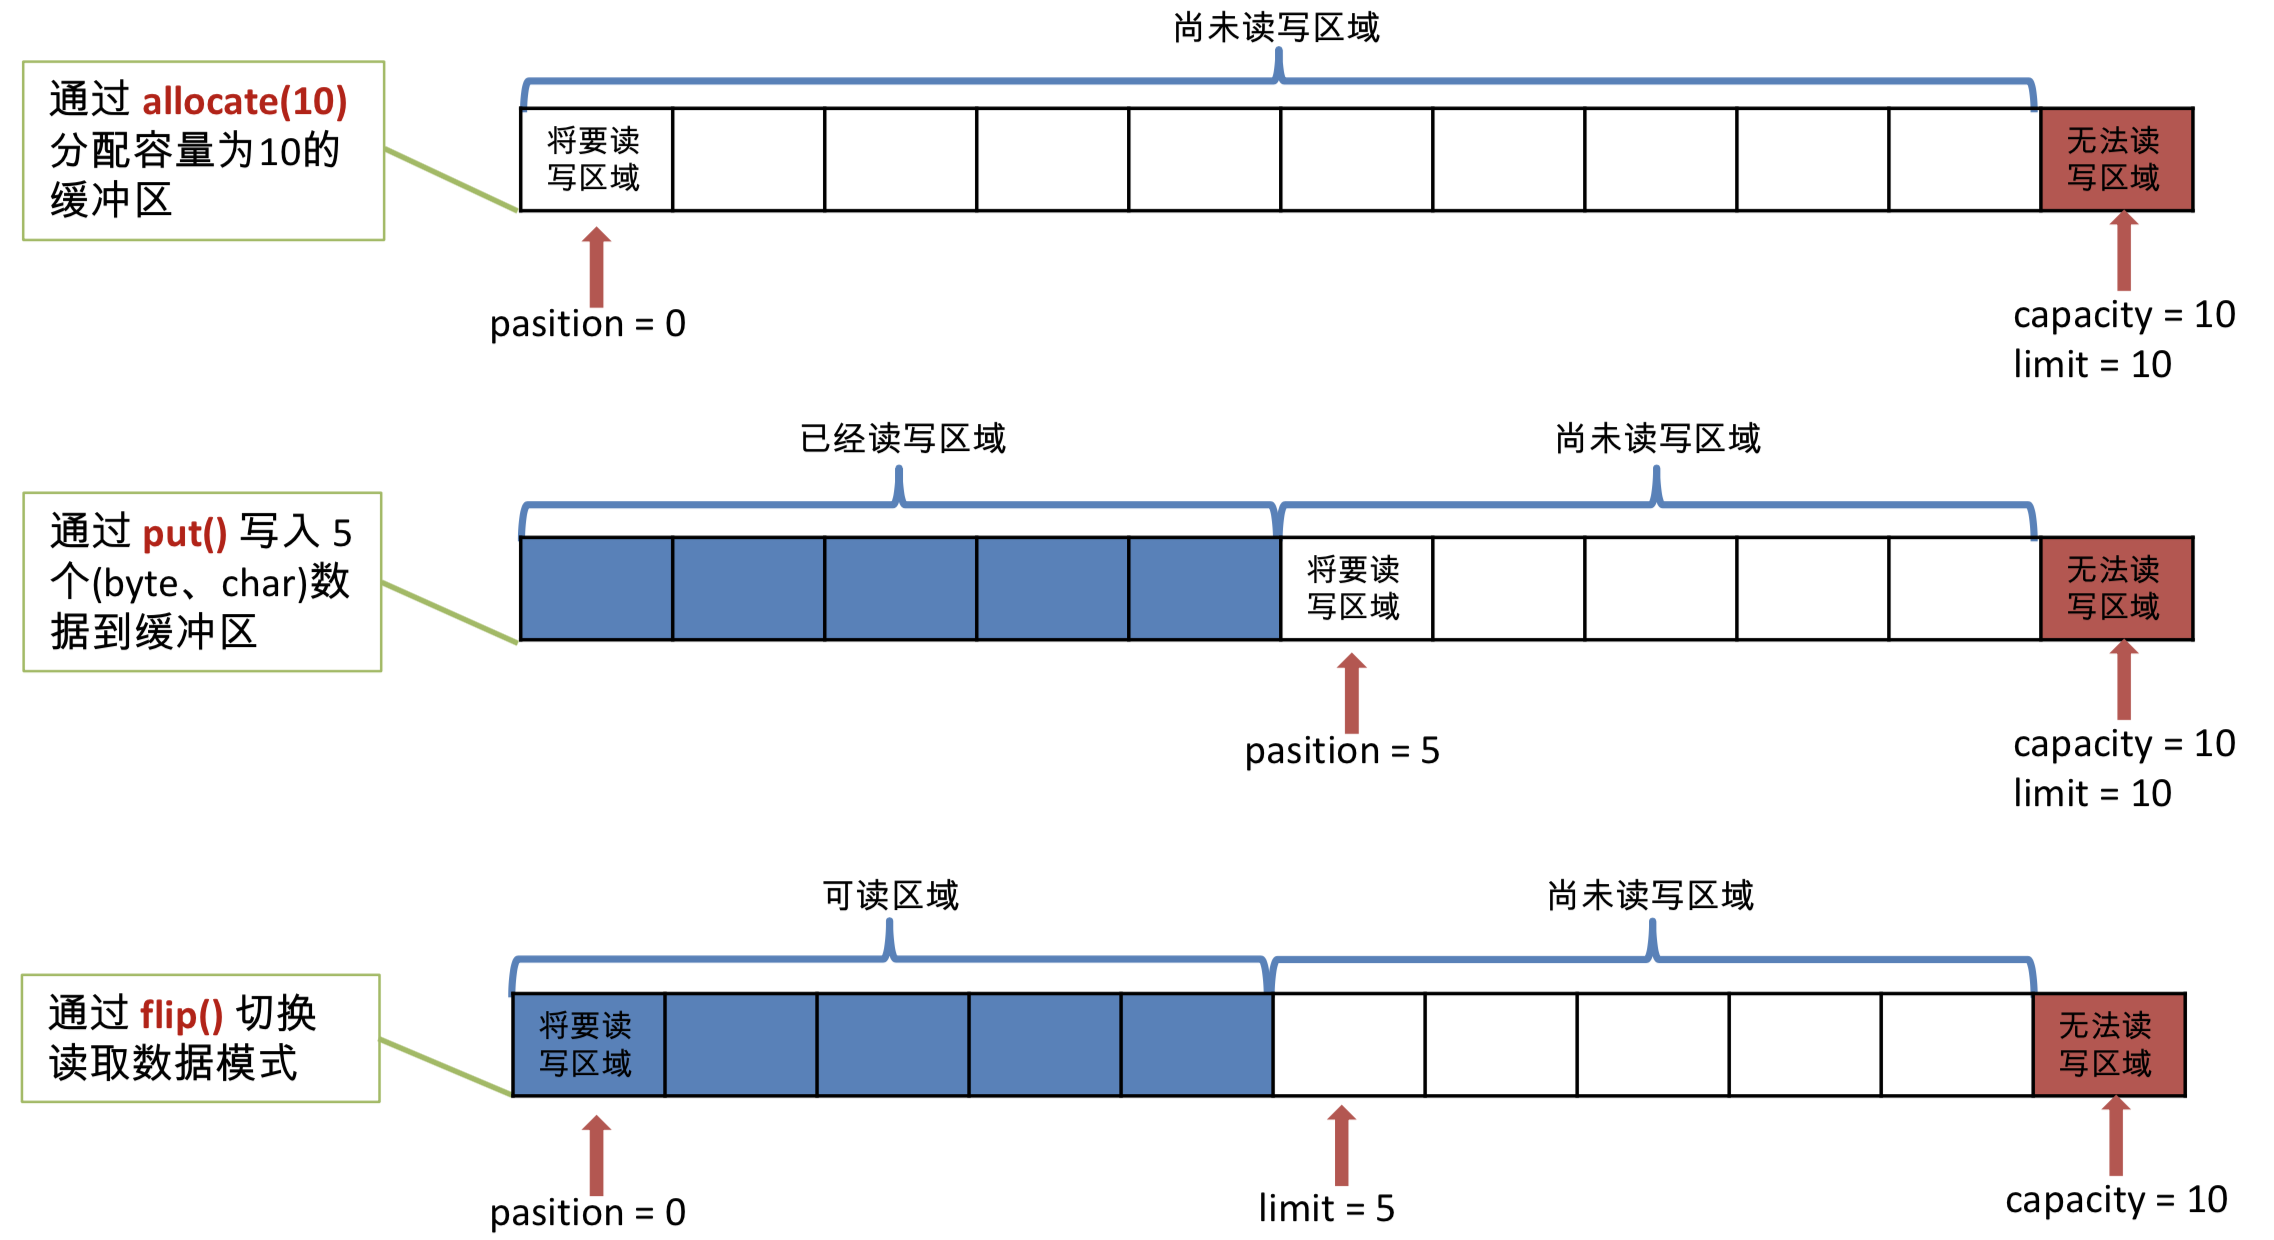 尚未读写区域
通过 allocate(10)
分配容量为10的
缓冲区
将要读
写区域
无法读
写区域
pasition = 0
capacity = 10
limit = 10
已经读写区域
尚未读写区域
通过 put() 写入 5
个(byte、char)数
据到缓冲区
将要读
写区域
无法读
写区域
pasition = 5
capacity = 10
limit = 10
可读区域
尚未读写区域
通过 flip() 切换
读取数据模式
将要读
写区域
无法读
写区域
pasition = 0
limit = 5
capacity = 10